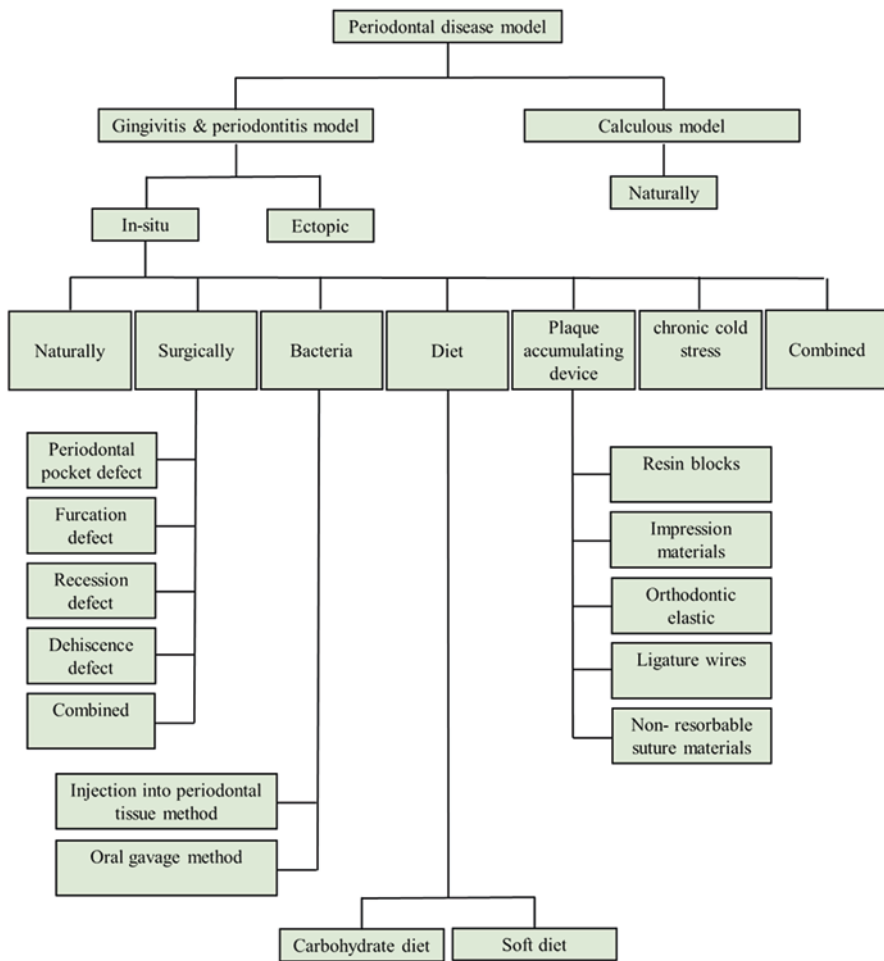 Periodontal disease model
Gingivitis & periodontitis model
Calculous model
Naturally
In-situ
Ectopic
Naturally
Surgically
Bacteria
Diet
Plaque
accumulating
device
chronic cold
stress
Combined
Periodontal
pocket defect
Furcation
defect
Recession
defect
Dehiscence
defect
Combined
Resin blocks
Impression
materials
Orthodontic
elastic
Ligature wires
Non- resorbable
suture materials
Injection into periodontal
tissue method
Oral gavage method
Carbohydrate diet
Soft diet